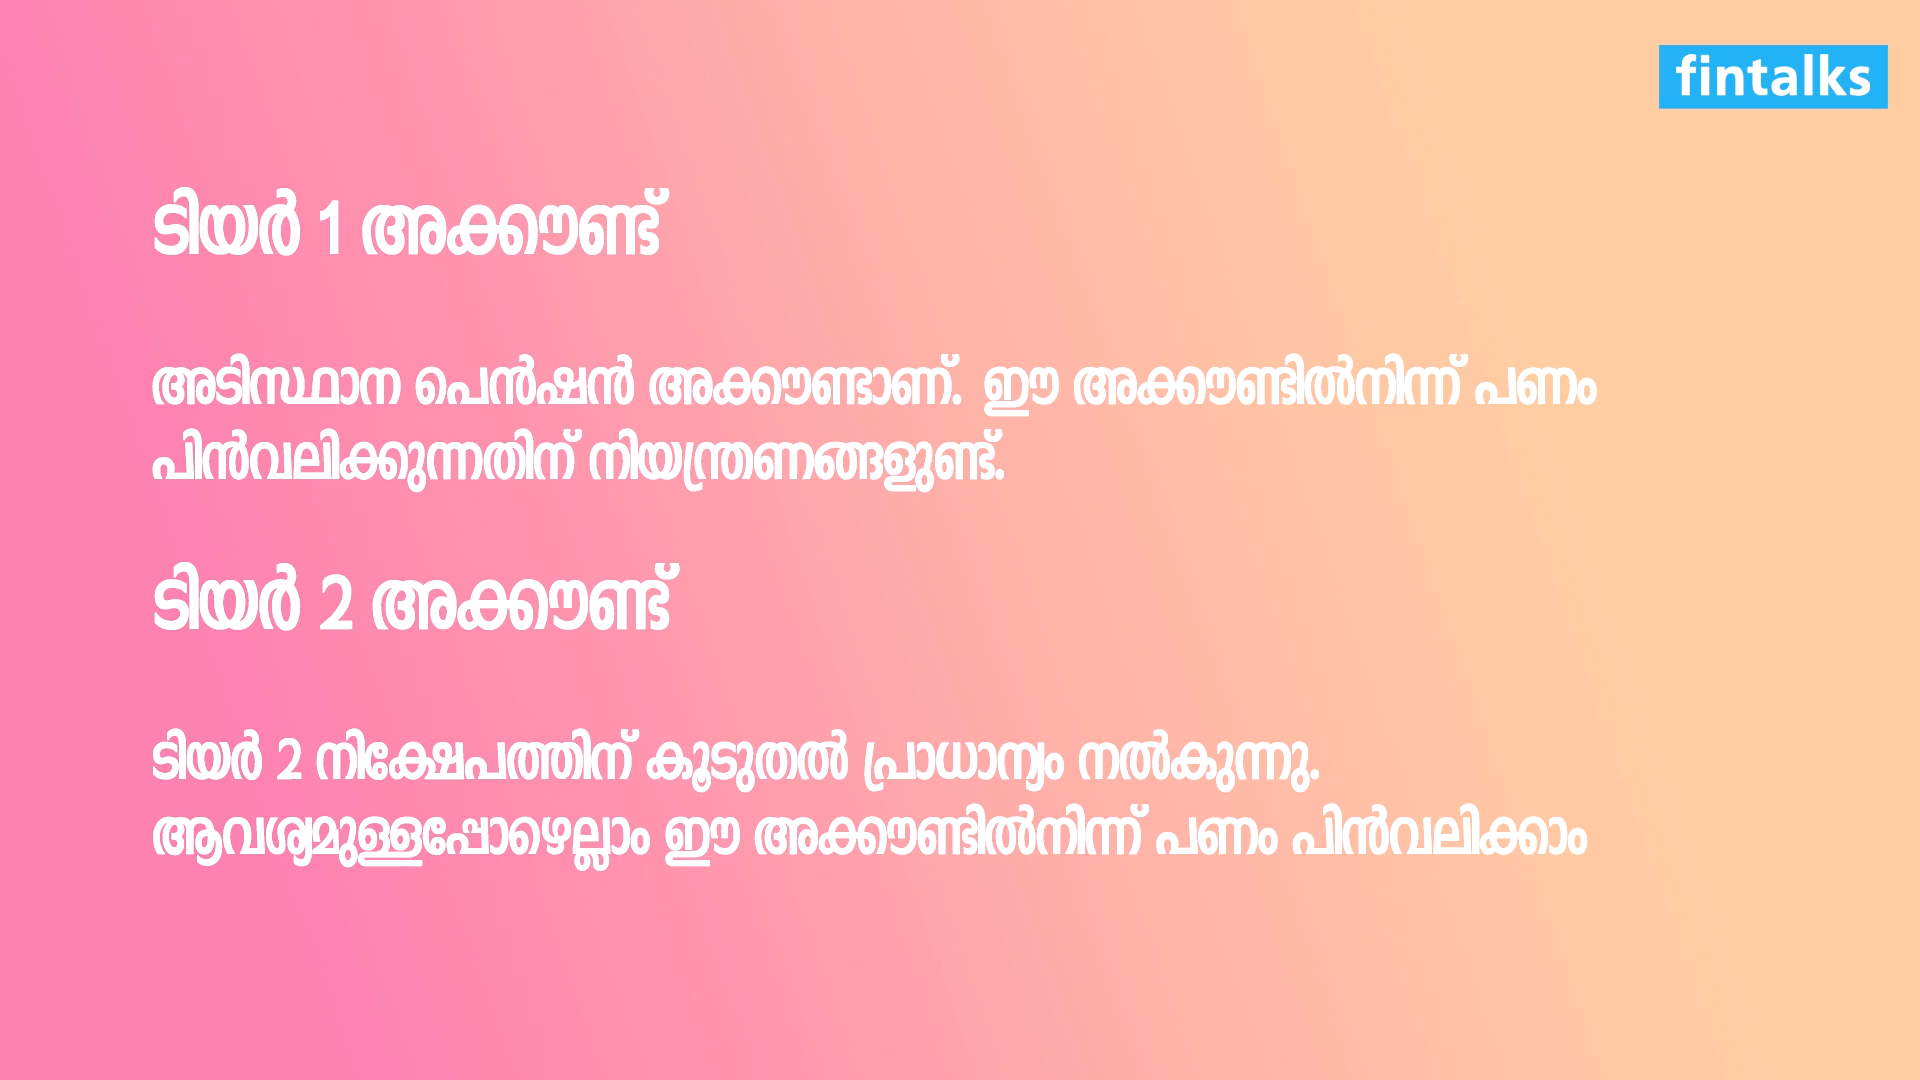 fintalks
ടിയർ 1 അക്കൗണ്ട്
അടിസ്ഥാന പെൻഷൻ അക്കൗണ്ടാണ്. ഈ അക്കൗണ്ടിൽനിന്ന് പണം
പിൻവലിക്കുന്നതിന് നിയന്ത്രണങ്ങളുണ്ട്.
ടിയർ 2 അക്കൗണ്ട്
ടിയർ 2 നിക്ഷേപത്തിന് കൂടുതൽ പ്രാധാന്യം നൽകുന്നു.
ആവശ്യമുള്ളപ്പോഴെല്ലാം ഈ അക്കൗണ്ടിൽനിന്ന് പണം പിൻവലിക്കാം